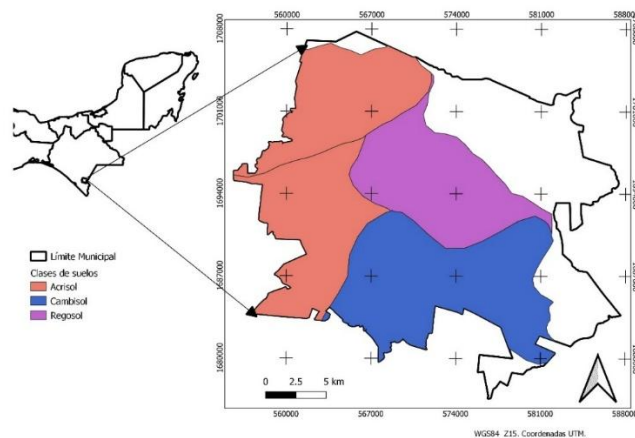 560000 567000 574000 581000 588000
1708000
1701000
1694000
1687000
1680000
Límite Municipal
Clases de suelos
Acrisol
Cambisol
Regosol
0 2.5 5 km
560000 567000 574000 581000 588000
WGS84 Z15. Coordenadas UTM.